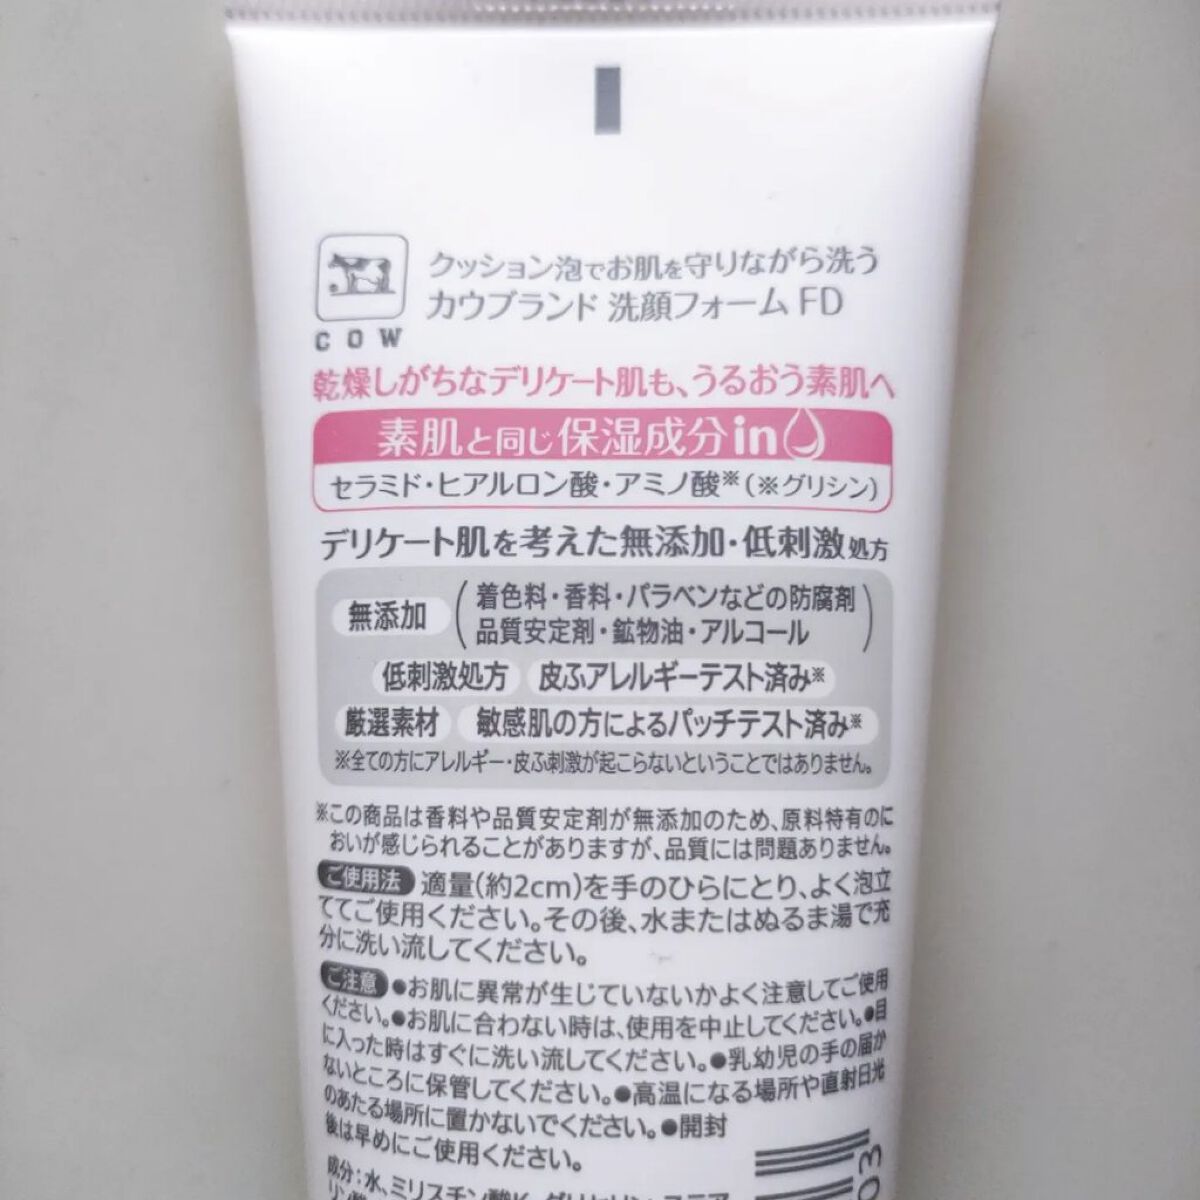 クッション泡でお肌を守りながら洗う
カウブランド 洗顔フォーム FD
COW
乾燥しがちなデリケート肌も、うるおう素肌へ
素肌と同じ保湿成分in
セラミド・ヒアルロン酸・アミノ酸※(※グリシン)
デリケート肌を考えた無添加・低刺激処方
無添加(着色料・香料・パラベンなどの防腐剤
品質安定剤・鉱物油・アルコール)
低刺激処方 皮ふアレルギーテスト済み※
厳選素材 敏感肌の方によるパッチテスト済み※
※全ての方にアレルギー・皮ふ刺激が起こらないということではありません。
※この商品は香料や品質安定剤が無添加のため、原料特有のに
おいが感じられることがありますが、品質には問題ありません。
ご使用法 適量(約2cm)を手のひらにとり、よく泡立
ててご使用ください。その後、水またはぬるま湯で充
分に洗い流してください。
ご注意 ●お肌に異常が生じていないかよく注意してご使用
ください。●お肌に合わない時は、使用を中止してください。●目
に入った時はすぐに洗い流してください。●乳幼児の手の届か
ないところに保管してください。●高温になる場所や直射日光
のあたる場所に置かないでください。●開封
後は早めにご使用ください。
成分:水、ミリスチン酸K、グリセリン、ステア
リン酸
03